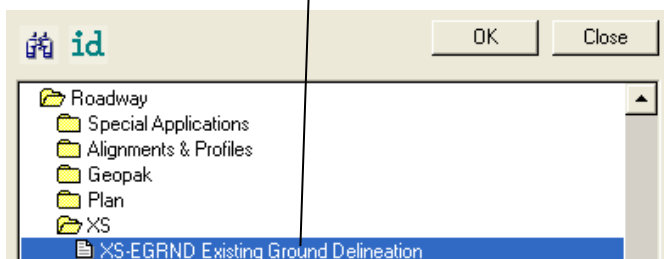 id OK Close
Roadway
Special Applications
Alignments & Profiles
Geopak
Plan
XS
XS-EGRND Existing Ground Delineation